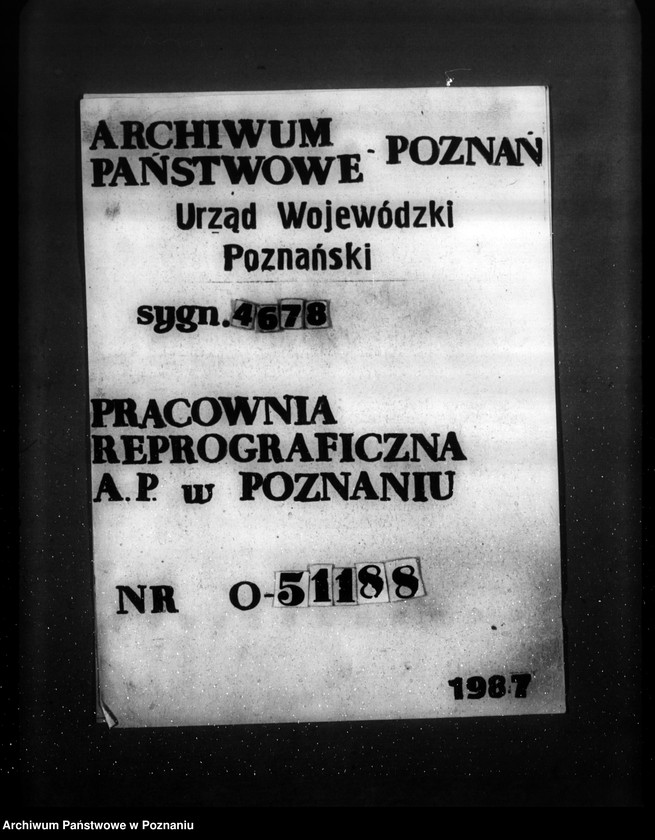 ARCHIWUM
PAŃSTWOWE - POZNAŃ
Urząd Wojewódzki
Poznański
sygn. 4678
PRACOWNIA
REPROGRAFICZNA
A.P. w POZNANIU
NR O-51188
1987
Archiwum Państwowe w Poznaniu